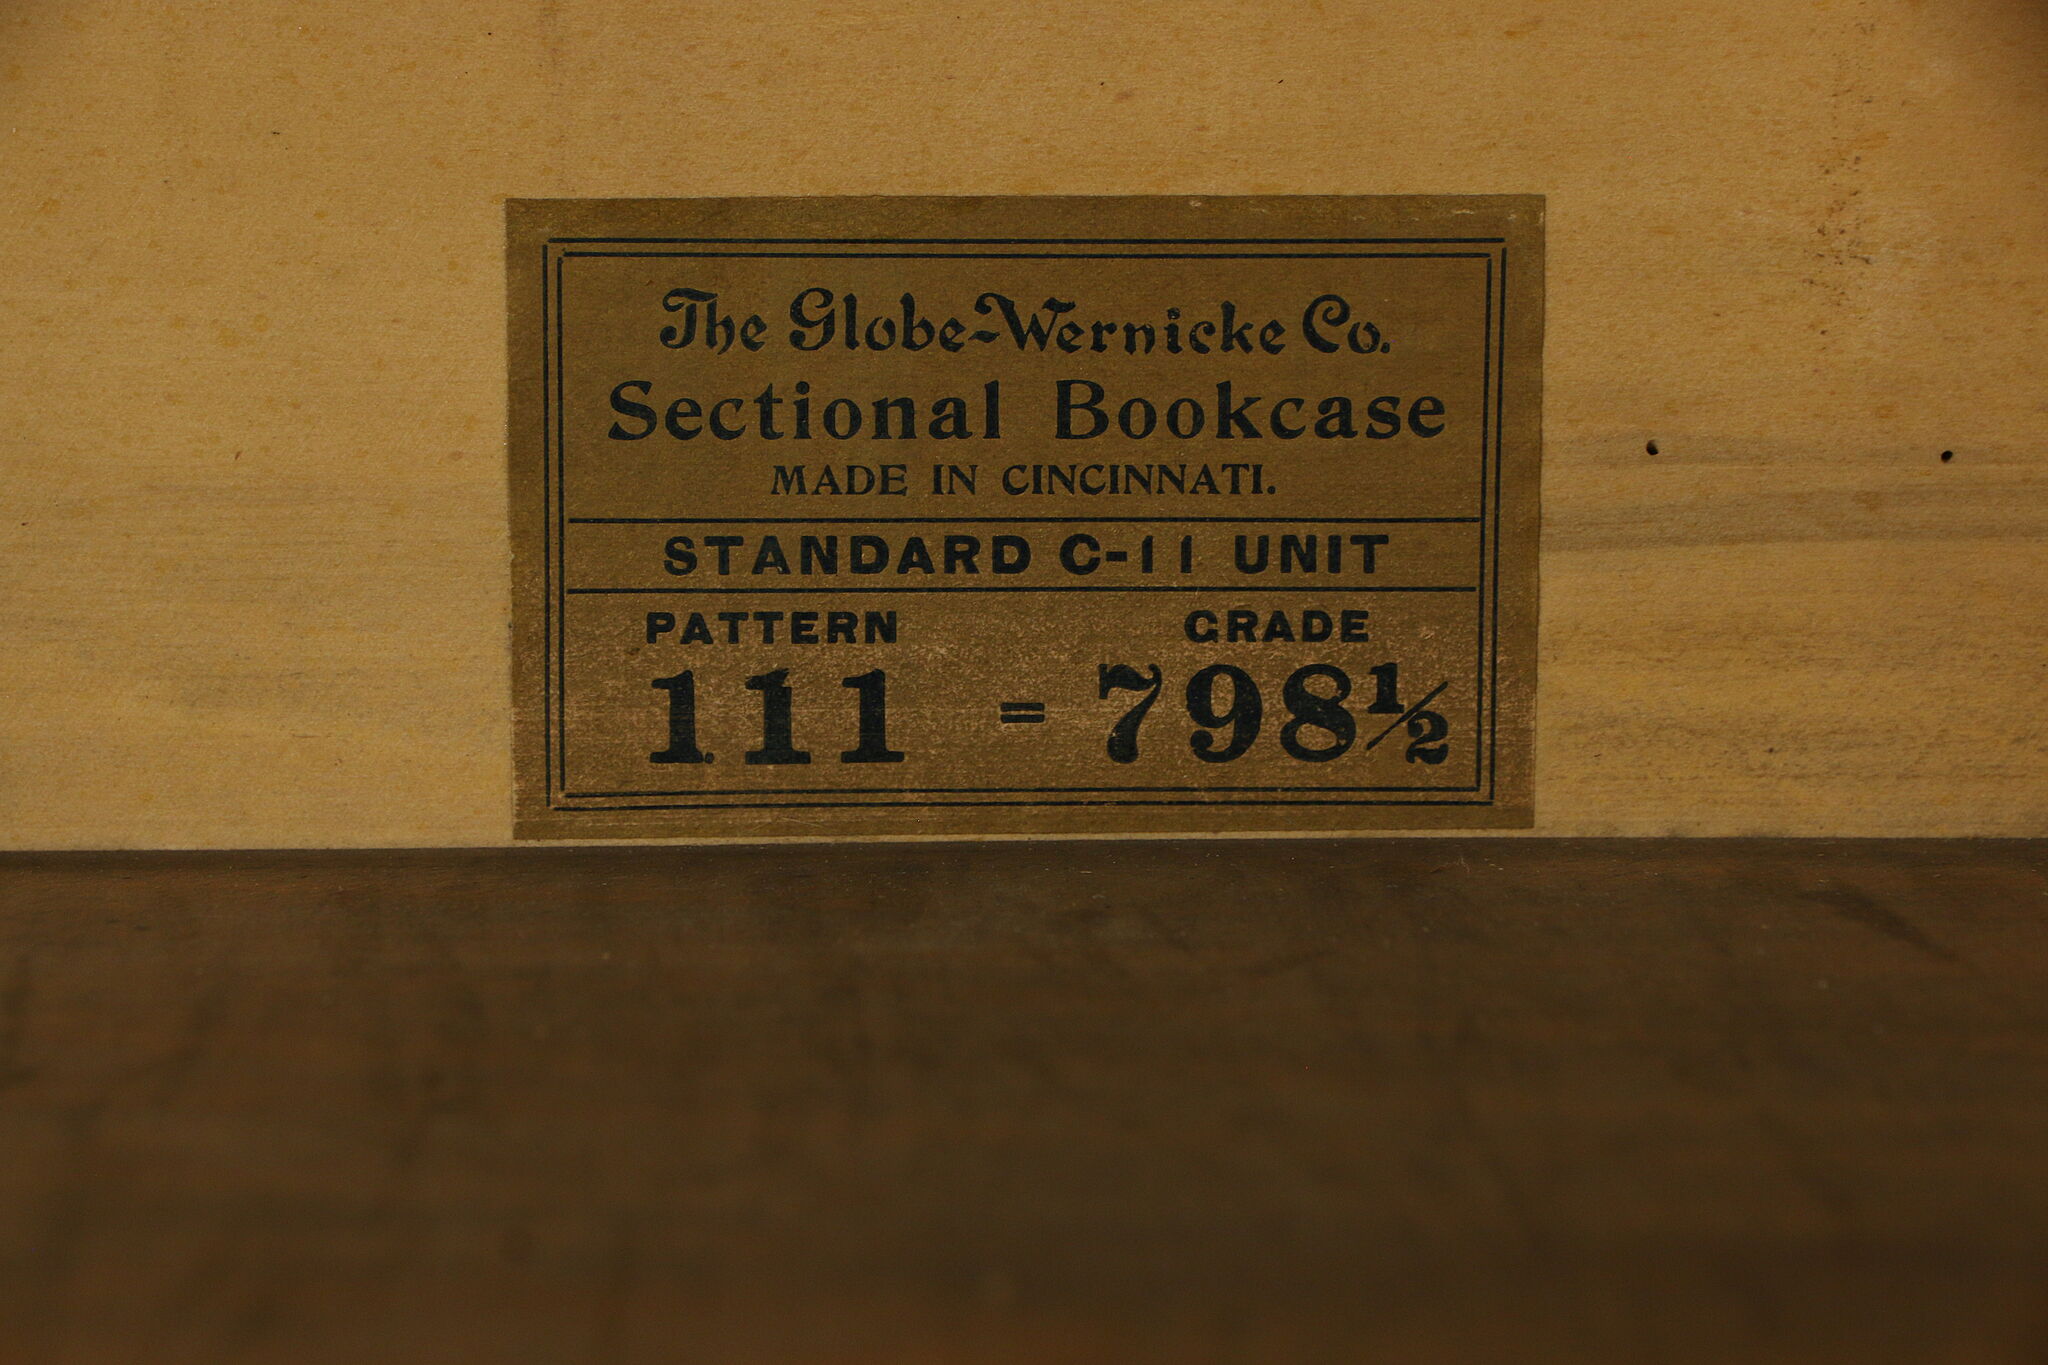 The Globe-Wernicke Co.
Sectional Bookcase
MADE IN CINCINNATI.
STANDARD C-11 UNIT
PATTERN GRADE
111 = 798½